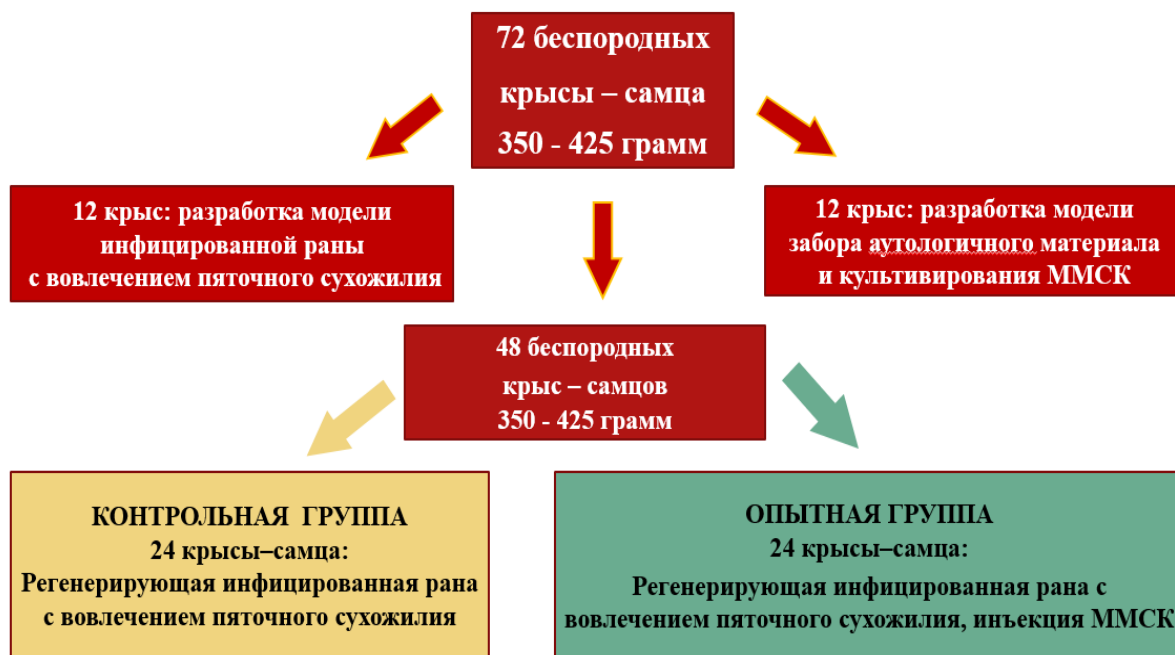 72 беспородных
крысы – самца
350 - 425 грамм
12 крыс: разработка модели
инфицированной раны
с вовлечением пяточного сухожилия
12 крыс: разработка модели
забора аутологичного материала
и культивирования ММСК
48 беспородных
крыс – самцов
350 - 425 грамм
КОНТРОЛЬНАЯ ГРУППА
24 крысы–самца:
Регенерирующая инфицированная рана
с вовлечением пяточного сухожилия
ОПЫТНАЯ ГРУППА
24 крысы–самца:
Регенерирующая инфицированная рана с
вовлечением пяточного сухожилия, инъекция ММСК